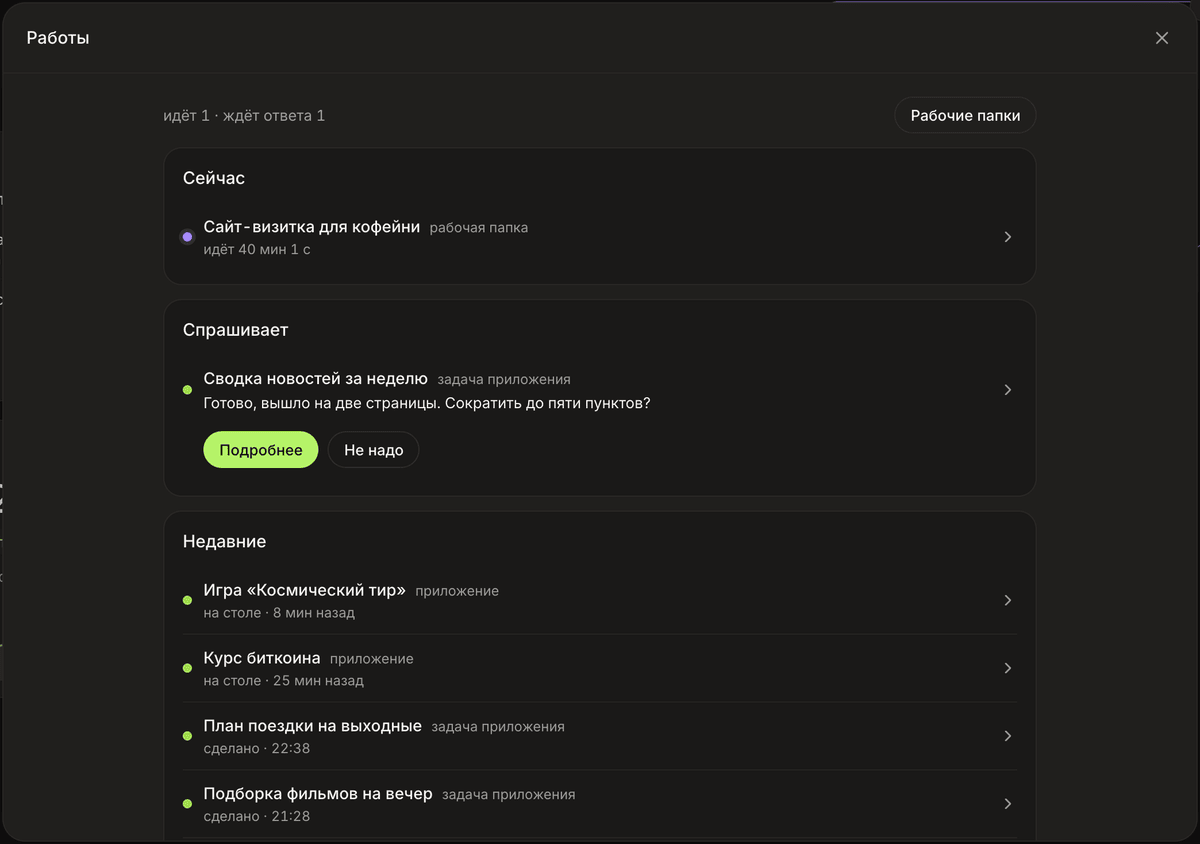 Работы
идёт 1 · ждёт ответа 1
Рабочие папки
Сейчас
Сайт-визитка для кофейни рабочая папка
идёт 40 мин 1 с
Спрашивает
Сводка новостей за неделю задача приложения
Готово, вышло на две страницы. Сократить до пяти пунктов?
Подробнее
Не надо
Недавние
Игра «Космический тир» приложение
на столе · 8 мин назад
Курс биткоина приложение
на столе · 25 мин назад
План поездки на выходные задача приложения
сделано · 22:38
Подборка фильмов на вечер задача приложения
сделано · 21:28